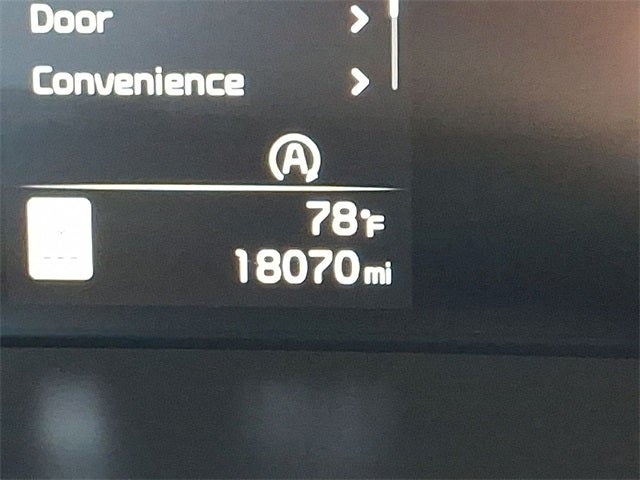 Door
Convenience
A
78°F
18070 mi